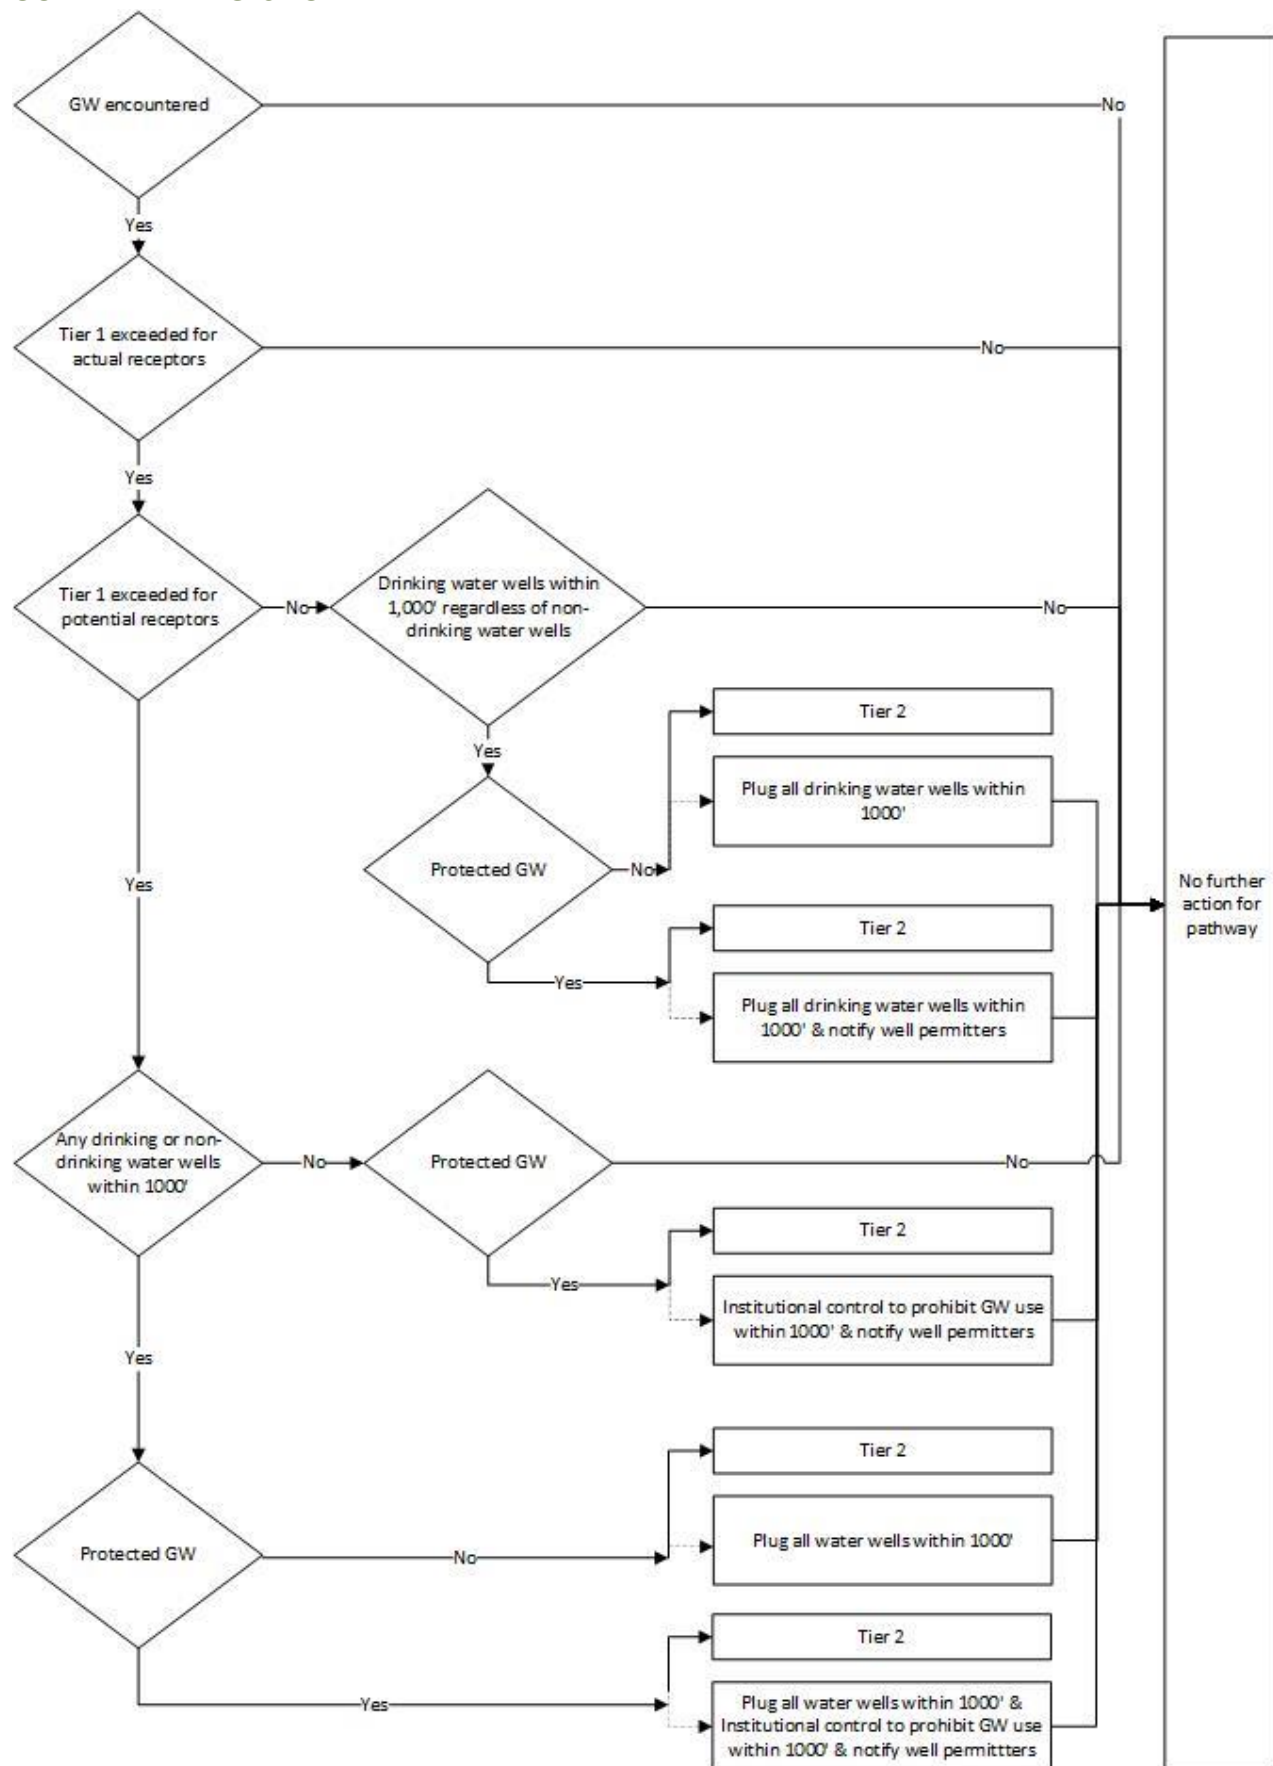 GW encountered
No
Yes
Tier 1 exceeded for
actual receptors
No
Yes
Tier 1 exceeded for
potential receptors
No
Drinking water wells within
1,000' regardless of non-
drinking water wells
No
Yes
Tier 2
Plug all drinking water wells within
1000'
Protected GW
No
Yes
Tier 2
Plug all drinking water wells within
1000' & notify well permitters
Yes
No further
action for
pathway
Any drinking or non-
drinking water wells
within 1000'
No
Protected GW
No
Yes
Tier 2
Institutional control to prohibit GW use
within 1000' & notify well permitters
Yes
Tier 2
Plug all water wells within 1000'
Protected GW
No
Yes
Tier 2
Plug all water wells within 1000' &
Institutional control to prohibit GW use
within 1000' & notify well permittters